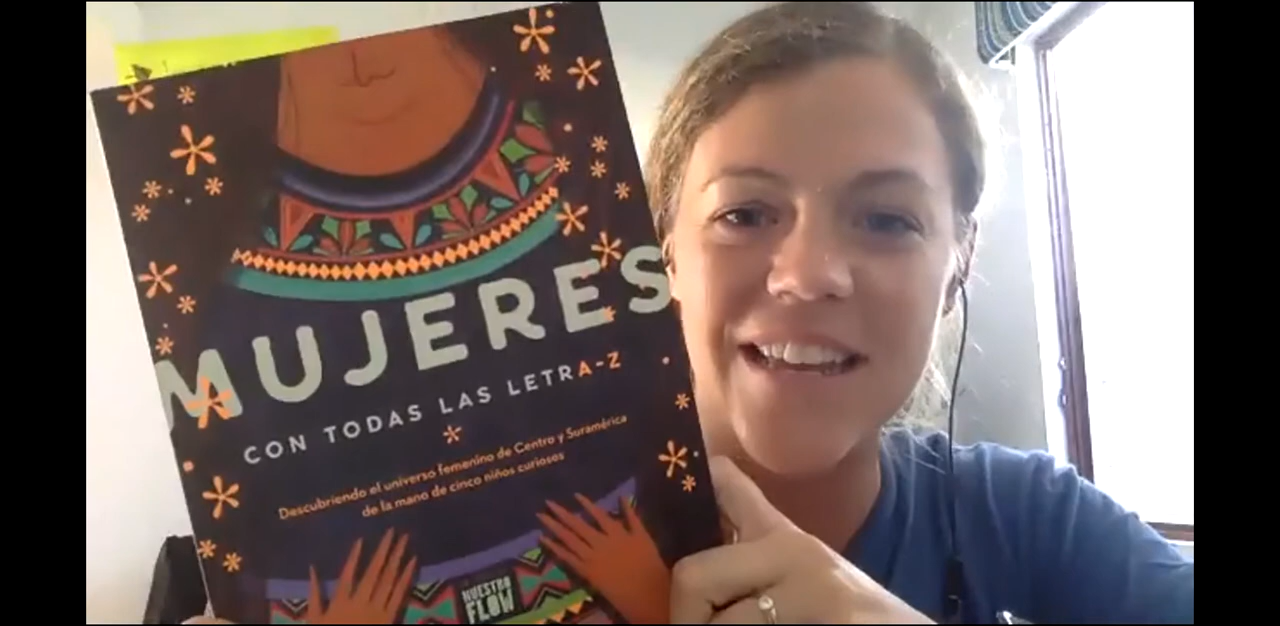 MUJERES
CON TODAS LAS LETRA-Z
Descubriendo el universo femenino de Centro y Suramérica
de la mano de cinco niños curiosos
NUESTRO
FLOW